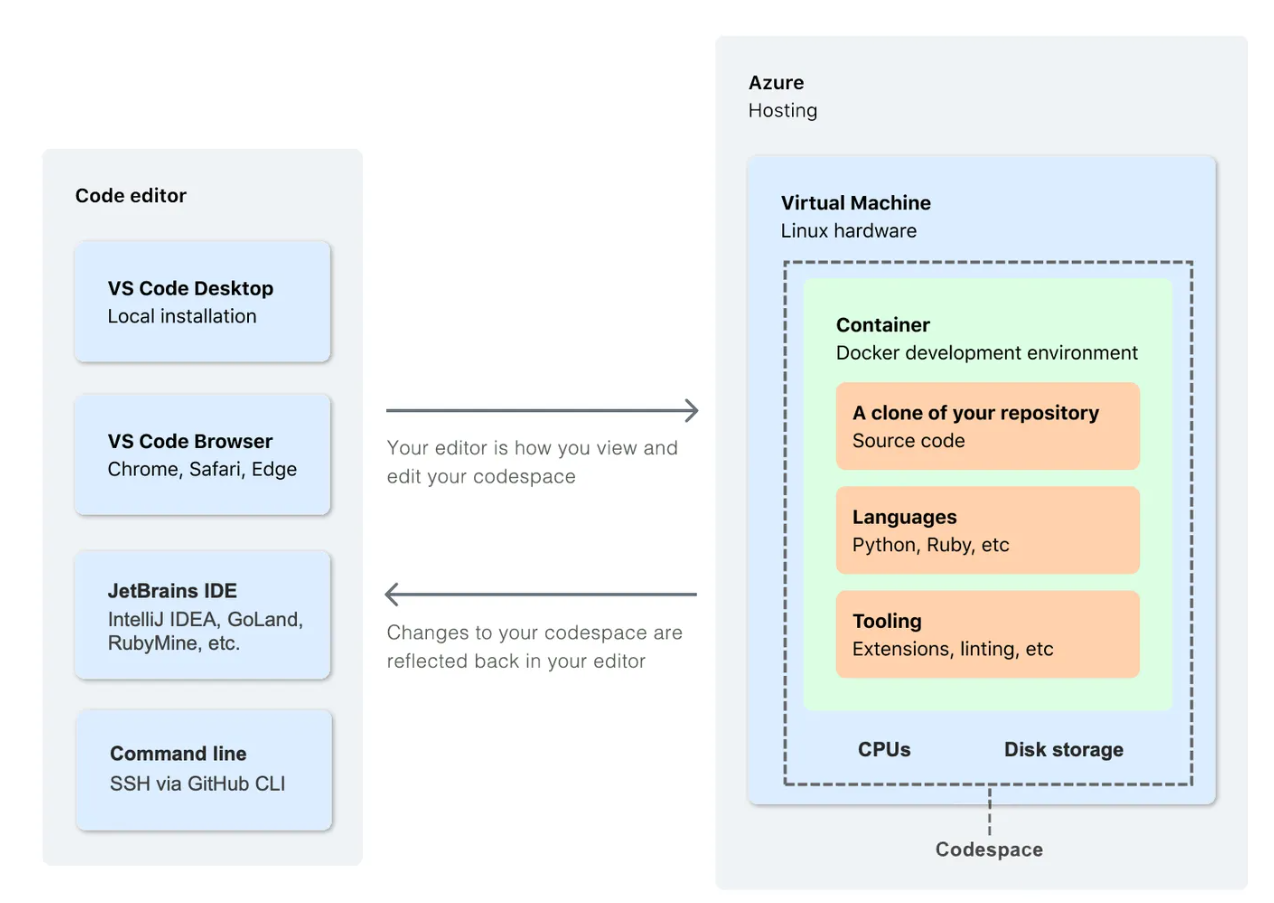 Code editor
VS Code Desktop
Local installation
VS Code Browser
Chrome, Safari, Edge
JetBrains IDE
IntelliJ IDEA, GoLand,
RubyMine, etc.
Command line
SSH via GitHub CLI
Your editor is how you view and
edit your codespace
Changes to your codespace are
reflected back in your editor
Azure
Hosting
Virtual Machine
Linux hardware
Container
Docker development environment
A clone of your repository
Source code
Languages
Python, Ruby, etc
Tooling
Extensions, linting, etc
CPUs
Disk storage
Codespace